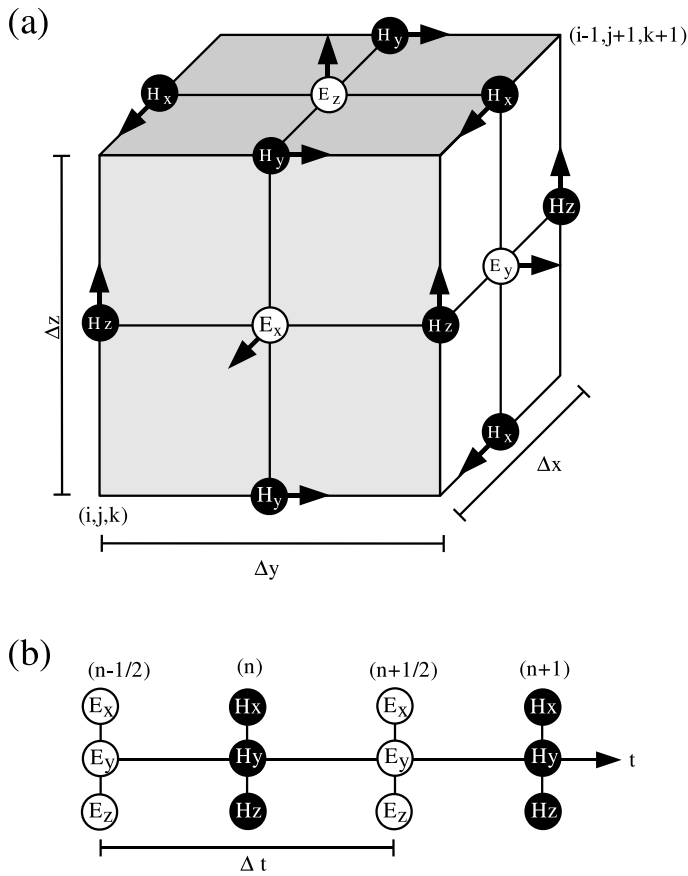 (a)
Hy
(i-1,j+1,k+1)
Hx
Ez
Hx
Hy
Hz
Ey
Δz
Hz
Ex
Hz
Hx
Δx
Hy
(i,j,k)
Δy
(b)
(n-1/2) (n) (n+1/2) (n+1)
Ex Hx Ex Hx
Ey Hy Ey Hy t
Ez Hz Ez Hz
Δ t